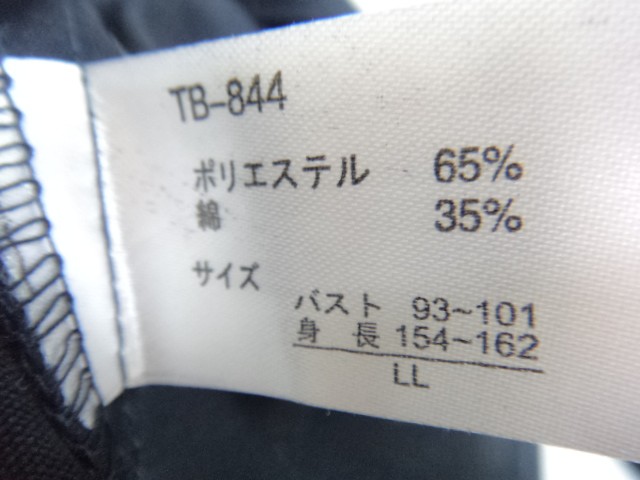 TB-844
ポリエステル 65%
綿 35%
サイズ
バスト 93~101
身 長 154~162
LL